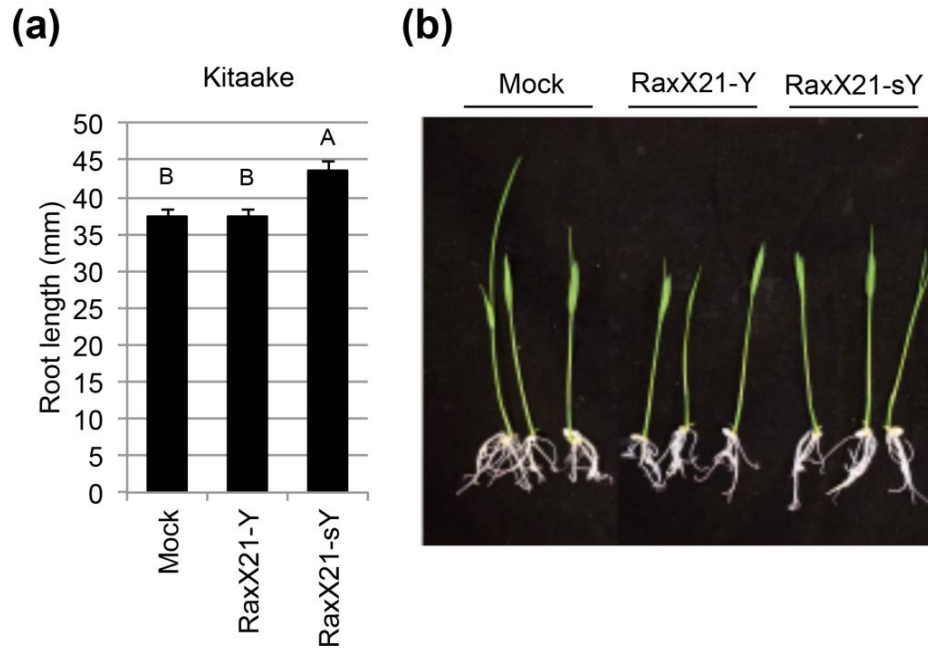 (a)
Kitaake
Root length (mm)
50
45
40
35
30
25
20
15
10
5
0
B
B
A
Mock
RaxX21-Y
RaxX21-sY
(b)
Mock
RaxX21-Y
RaxX21-sY